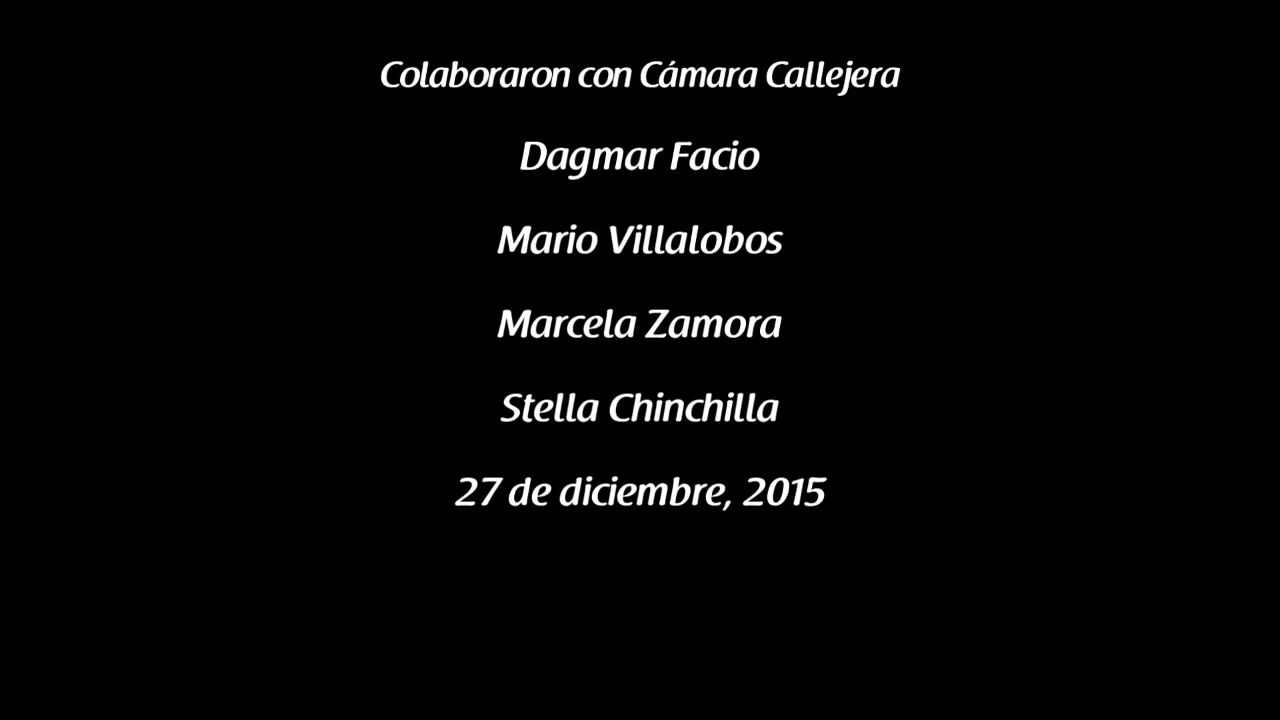 Colaboraron con Cámara Callejera
Dagmar Facio
Mario Villalobos
Marcela Zamora
Stella Chinchilla
27 de diciembre, 2015